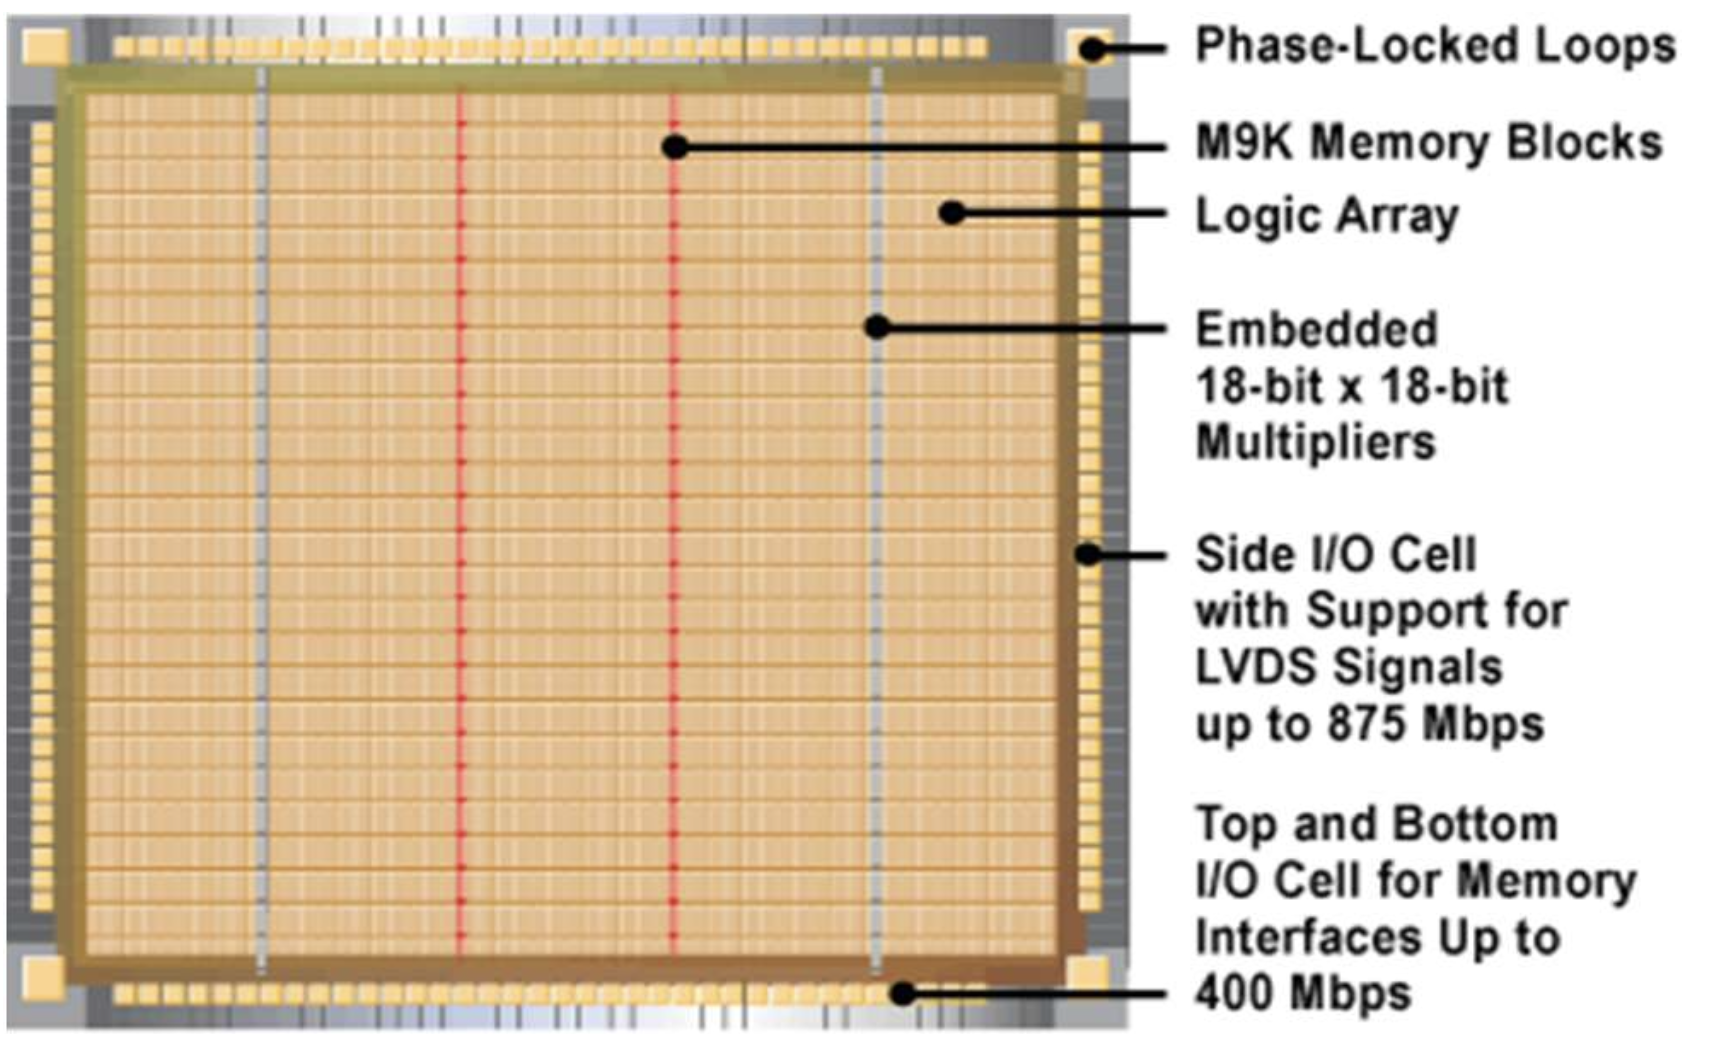 Phase-Locked Loops
M9K Memory Blocks
Logic Array
Embedded
18-bit x 18-bit
Multipliers
Side I/O Cell
with Support for
LVDS Signals
up to 875 Mbps
Top and Bottom
I/O Cell for Memory
Interfaces Up to
400 Mbps